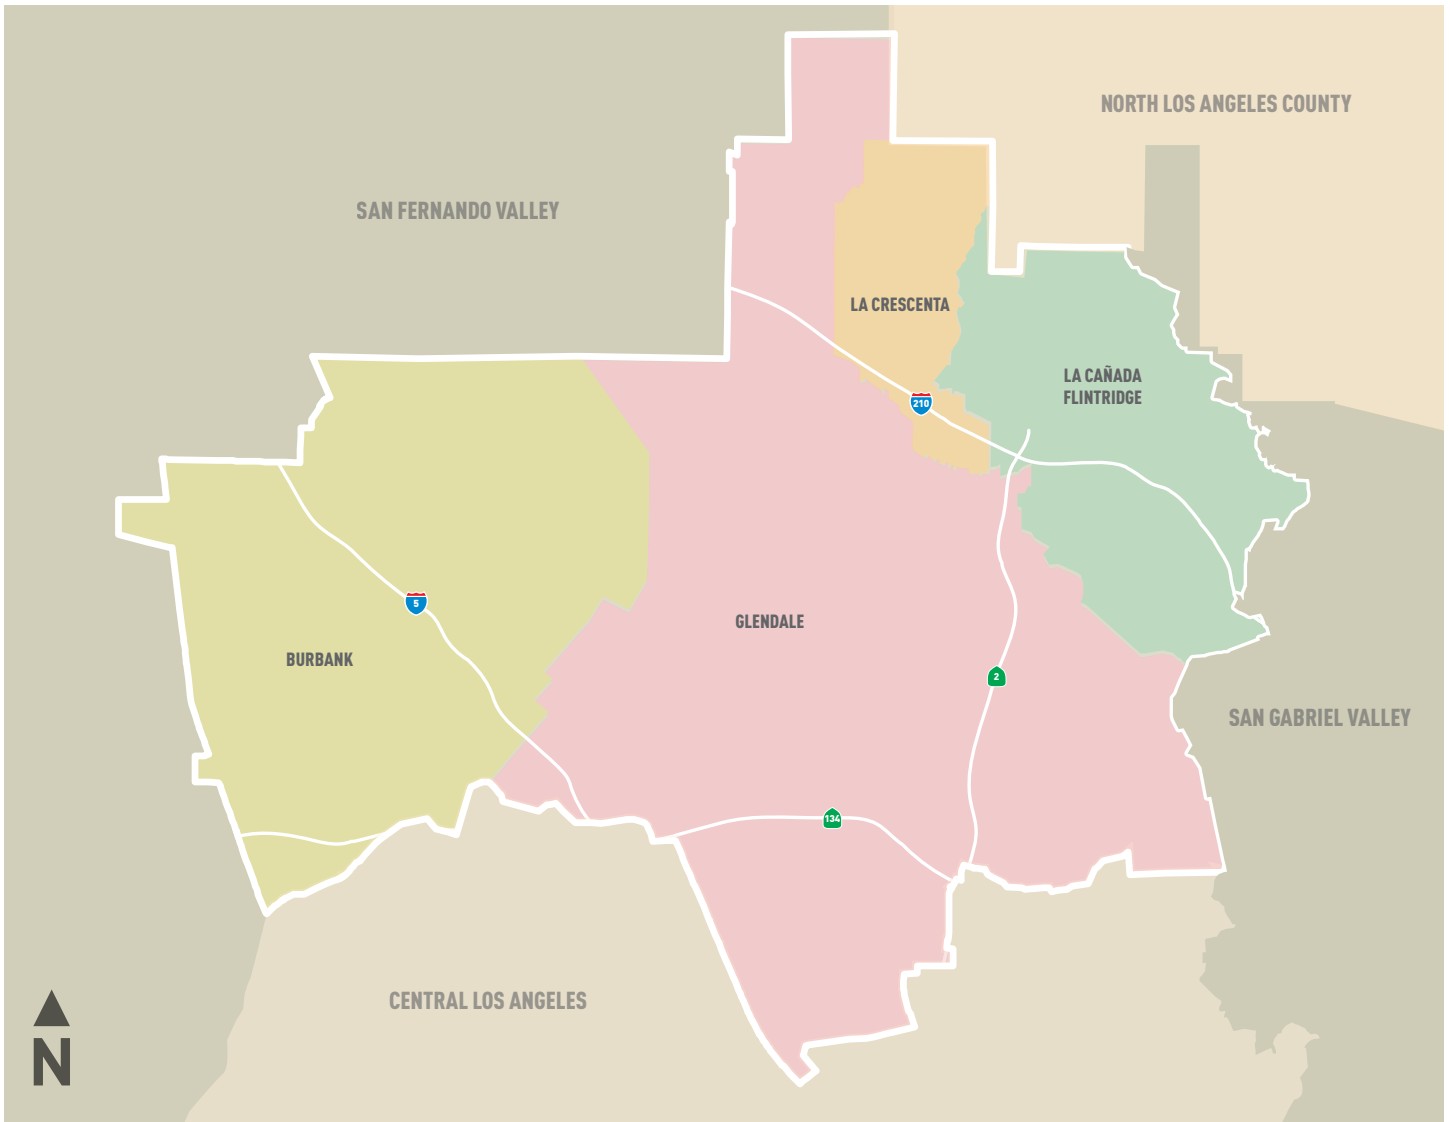 NORTH LOS ANGELES COUNTY
SAN FERNANDO VALLEY
LA CRESCENTA
LA CAÑADA
FLINTRIDGE
210
5
GLENDALE
BURBANK
2
SAN GABRIEL VALLEY
134
CENTRAL LOS ANGELES
N